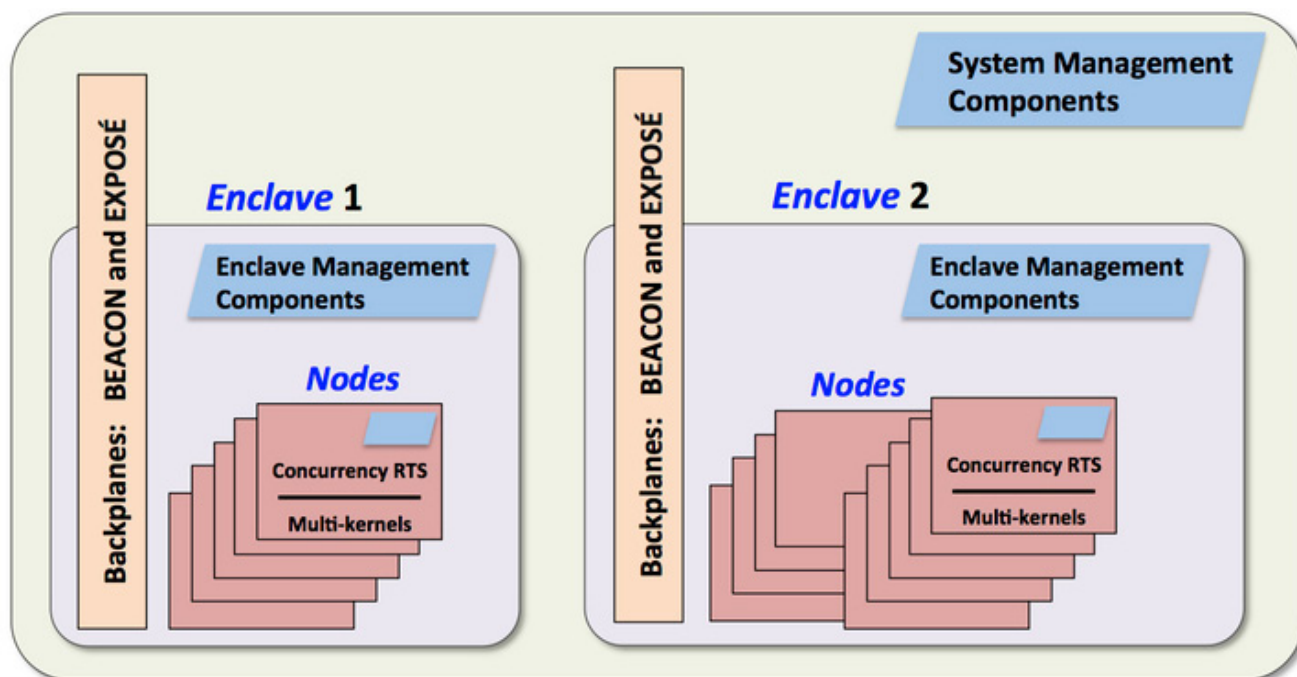 System Management
Components
Backplanes: BEACON and EXPOSÉ
Enclave 1
Enclave Management
Components
Nodes
Concurrency RTS
Multi-kernels
Backplanes: BEACON and EXPOSÉ
Enclave 2
Enclave Management
Components
Nodes
Concurrency RTS
Multi-kernels